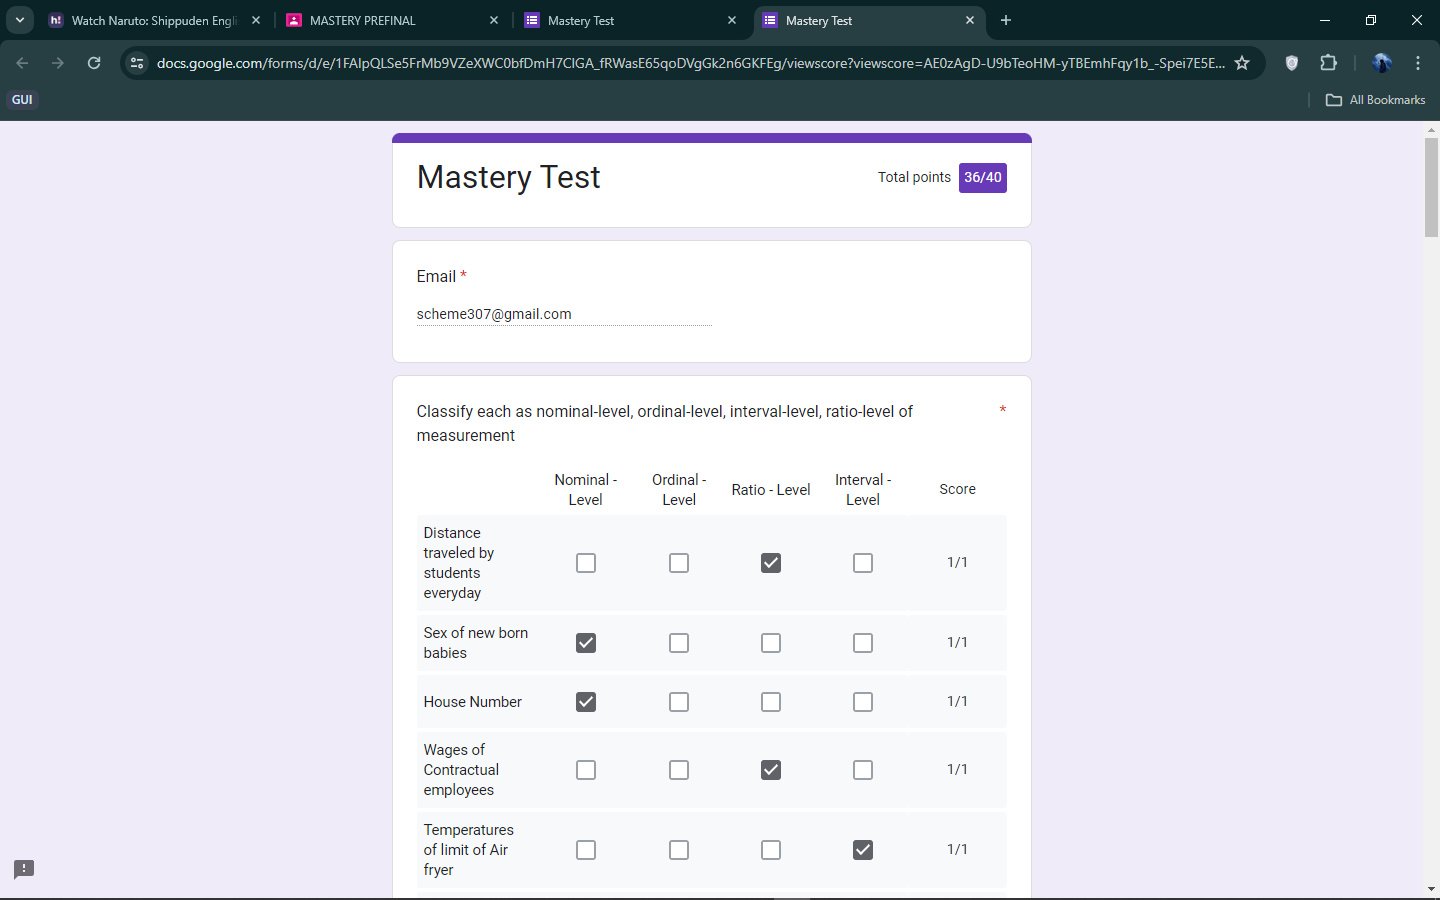 Watch Naruto: Shippuden Engli
MASTERY PREFINAL
Mastery Test
Mastery Test
docs.google.com/forms/d/e/1FAIpQLSe5FrMb9VZeXWC0bfDmH7CIGA_fRWasE65qoDVgGk2n6GKFEg/viewscore?viewscore=AE0zAgD-U9bTeoHM-yTBEmhFqy1b_-Spei7E5E...
GUI
All Bookmarks
Mastery Test
Total points 36/40
Email *
scheme307@gmail.com
Classify each as nominal-level, ordinal-level, interval-level, ratio-level of *
measurement
Nominal - Ordinal - Ratio - Level Interval - Score
Level Level Level
Distance
traveled by
students
everyday
1/1
Sex of new born
babies
1/1
House Number 1/1
Wages of
Contractual
employees
1/1
Temperatures
of limit of Air
fryer
1/1